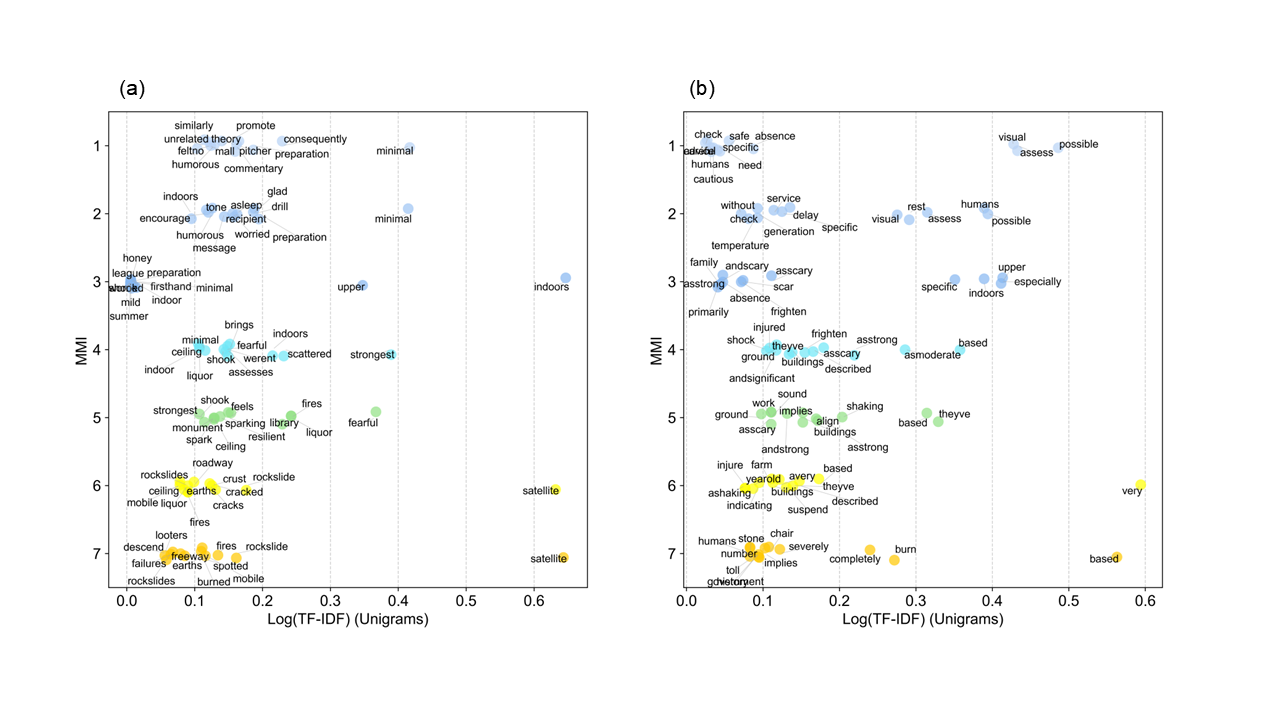 (a)
similarly promote
unrelated theory consequently
feltno mall pitcher preparation minimal
humorous commentary
1
glad
indoors tone asleep drill
encourage recipient minimal
humorous worried preparation
message
2
honey
league preparation
firsthand minimal upper indoors
mild indoor
summer
3
brings
minimal fearful indoors
ceiling shook werent scattered strongest
indoor liquor assesses
4
MMI
shook feels fires
strongest sparking library fearful
monument resilient liquor
spark ceiling
5
roadway
rockslides crust rockslide
ceiling earths cracked satellite
mobile liquor cracks
fires
6
looters
descend fires rockslide
failures freeway spotted satellite
earths
rockslides burned mobile
7
0.0 0.1 0.2 0.3 0.4 0.5 0.6
Log(TF-IDF) (Unigrams)
(b)
check safe absence visual possible
specific assess
humans need
cautious
1
without service rest humans
check delay visual assess possible
generation specific
temperature
2
family andscary asscary upper
asstrong scar specific indoors especially
absence
primarily frighten
3
injured
shock theyve frighten asstrong based
ground buildings asscary asmoderate
described
andsignificant
4
MMI
sound
work implies shaking
ground align based theyve
asscary buildings
andstrong asstrong
5
injure farm avery based
yearold theyve very
ashaking buildings described
indicating suspend
6
chair
humans stone severely burn
number implies completely based
toll
7
0.0 0.1 0.2 0.3 0.4 0.5 0.6
Log(TF-IDF) (Unigrams)